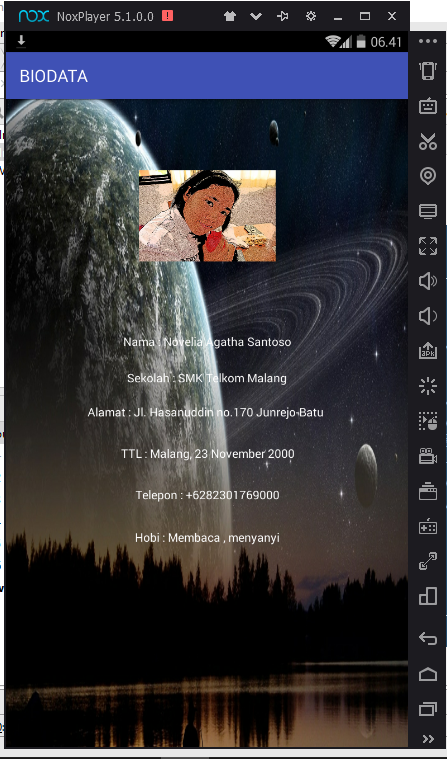 nox NoxPlayer 5.1.0.0
06.41
BIODATA
Nama : Novelia Agatha Santoso
Sekolah : SMK Telkom Malang
Alamat : Jl. Hasanuddin no.170 Junrejo-Batu
TTL : Malang, 23 November 2000
Telepon : +6282301769000
Hobi : Membaca , menyanyi